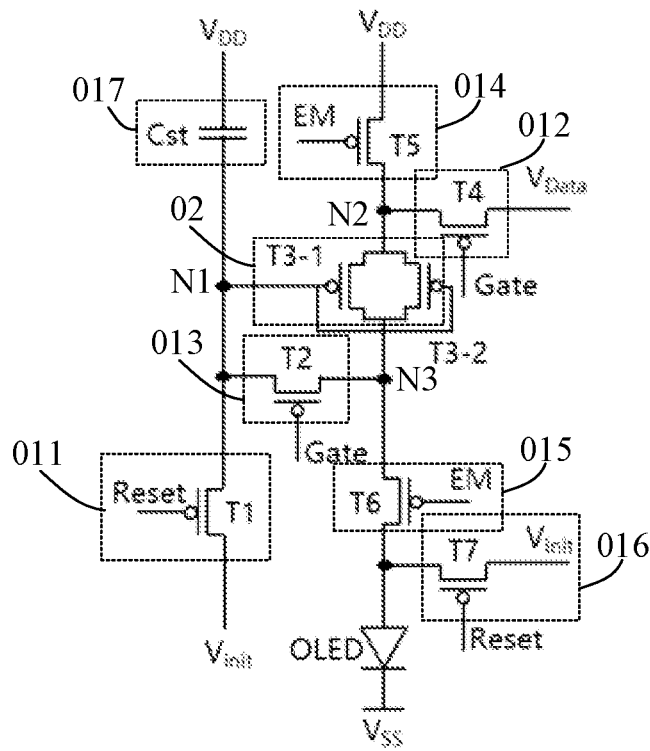 VDD
VDD
017
014
EM
012
Cst
T5
T4
VData
N2
02
T3-1
N1
Gate
013
T2
T3-2
N3
011
Gate
015
Reset
T1
T6
EM
T7
Vinit
016
Vinit
OLED
Reset
VSS